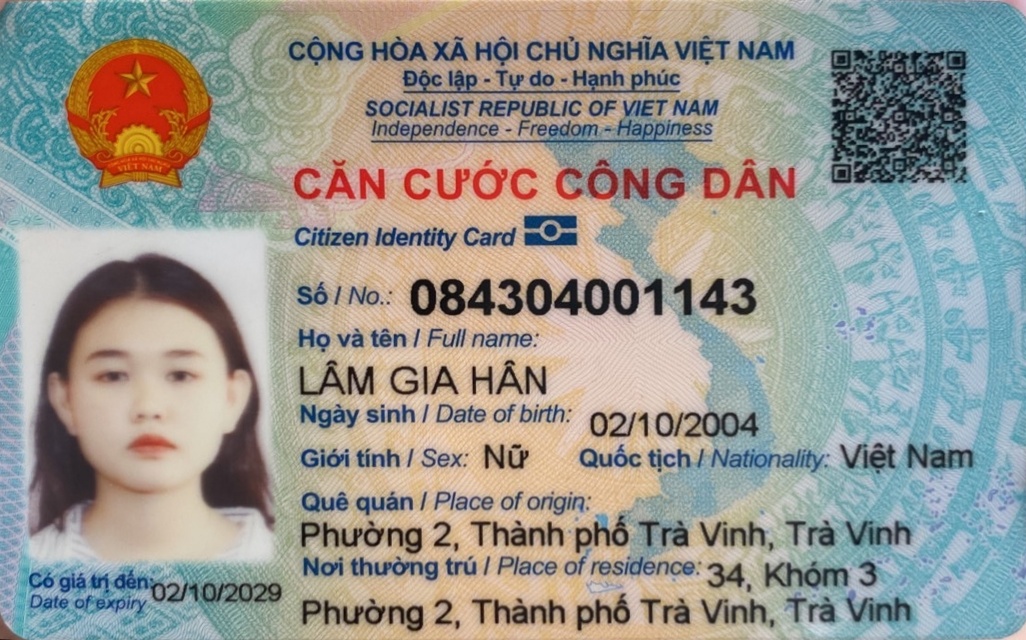 CỘNG HÒA XÃ HỘI CHỦ NGHĨA VIỆT NAM
Độc lập - Tự do - Hạnh phúc
SOCIALIST REPUBLIC OF VIET NAM
Independence - Freedom - Happiness
CĂN CƯỚC CÔNG DÂN
Citizen Identity Card
Số / No.: 084304001143
Họ và tên / Full name:
LÂM GIA HÂN
Ngày sinh / Date of birth: 02/10/2004
Giới tính / Sex: Nữ Quốc tịch / Nationality: Việt Nam
Quê quán / Place of origin:
Phường 2, Thành phố Trà Vinh, Trà Vinh
Nơi thường trú / Place of residence: 34, Khóm 3
Phường 2, Thành phố Trà Vinh, Trà Vinh
Có giá trị đến: 02/10/2029
Date of expiry
VIỆT NAM